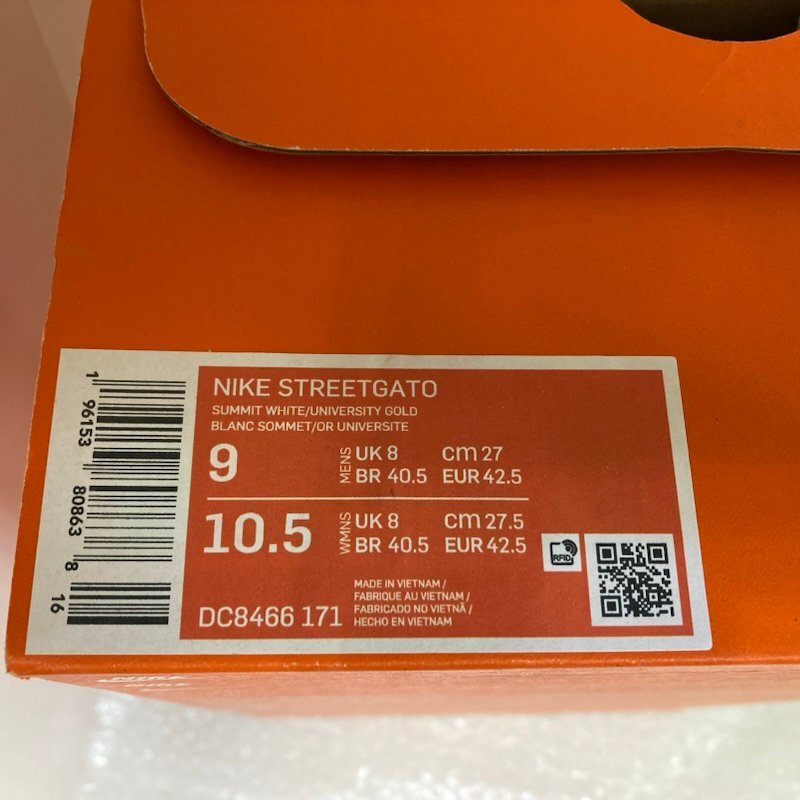 NIKE STREETGATO
SUMMIT WHITE/UNIVERSITY GOLD
BLANC SOMMET/OR UNIVERSITE
9 MENS UK 8 CM 27
BR 40.5 EUR 42.5
10.5 WMNS UK 8 CM 27.5
BR 40.5 EUR 42.5
RFID
DC8466 171
MADE IN VIETNAM /
FABRIQUE AU VIETNAM /
FABRICADO NO VIETNÃ /
HECHO EN VIETNAM
1 96153 80863 8 16
NIKE